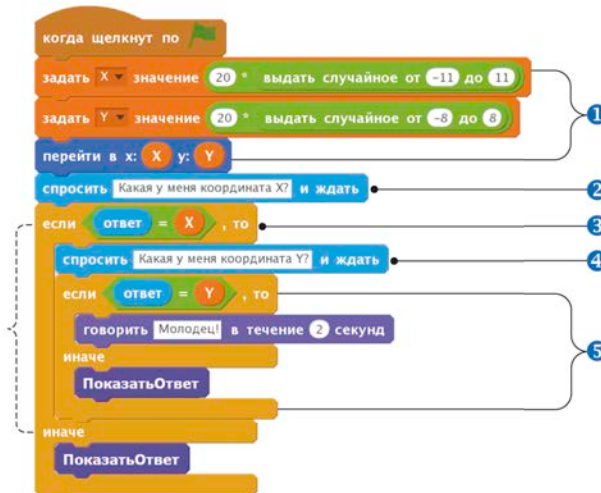 когда щелкнут по
задать X значение 20 * выдать случайное от -11 до 11
задать Y значение 20 * выдать случайное от -8 до 8
1
перейти в x: X y: Y
спросить Какая у меня координата X? и ждать
2
если ответ = X , то
3
спросить Какая у меня координата Y? и ждать
4
если ответ = Y , то
говорить Молодец! в течение 2 секунд
иначе
5
ПоказатьОтвет
иначе
ПоказатьОтвет